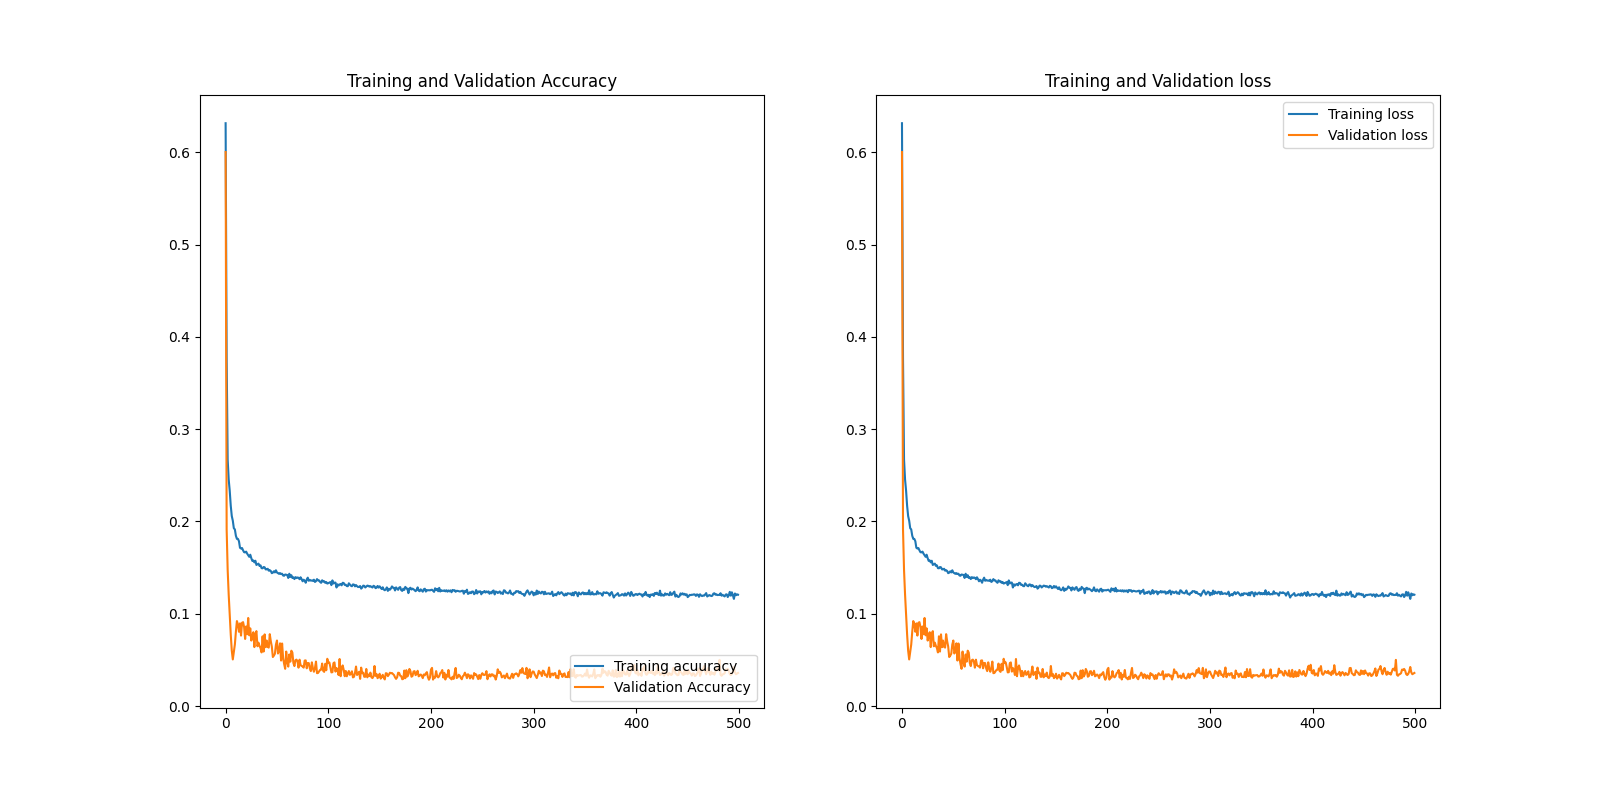 Training and Validation Accuracy
0.6
0.5
0.4
0.3
0.2
0.1
0.0
0 100 200 300 400 500
Training acuuracy
Validation Accuracy
Training and Validation loss
Training loss
Validation loss
0.6
0.5
0.4
0.3
0.2
0.1
0.0
0 100 200 300 400 500